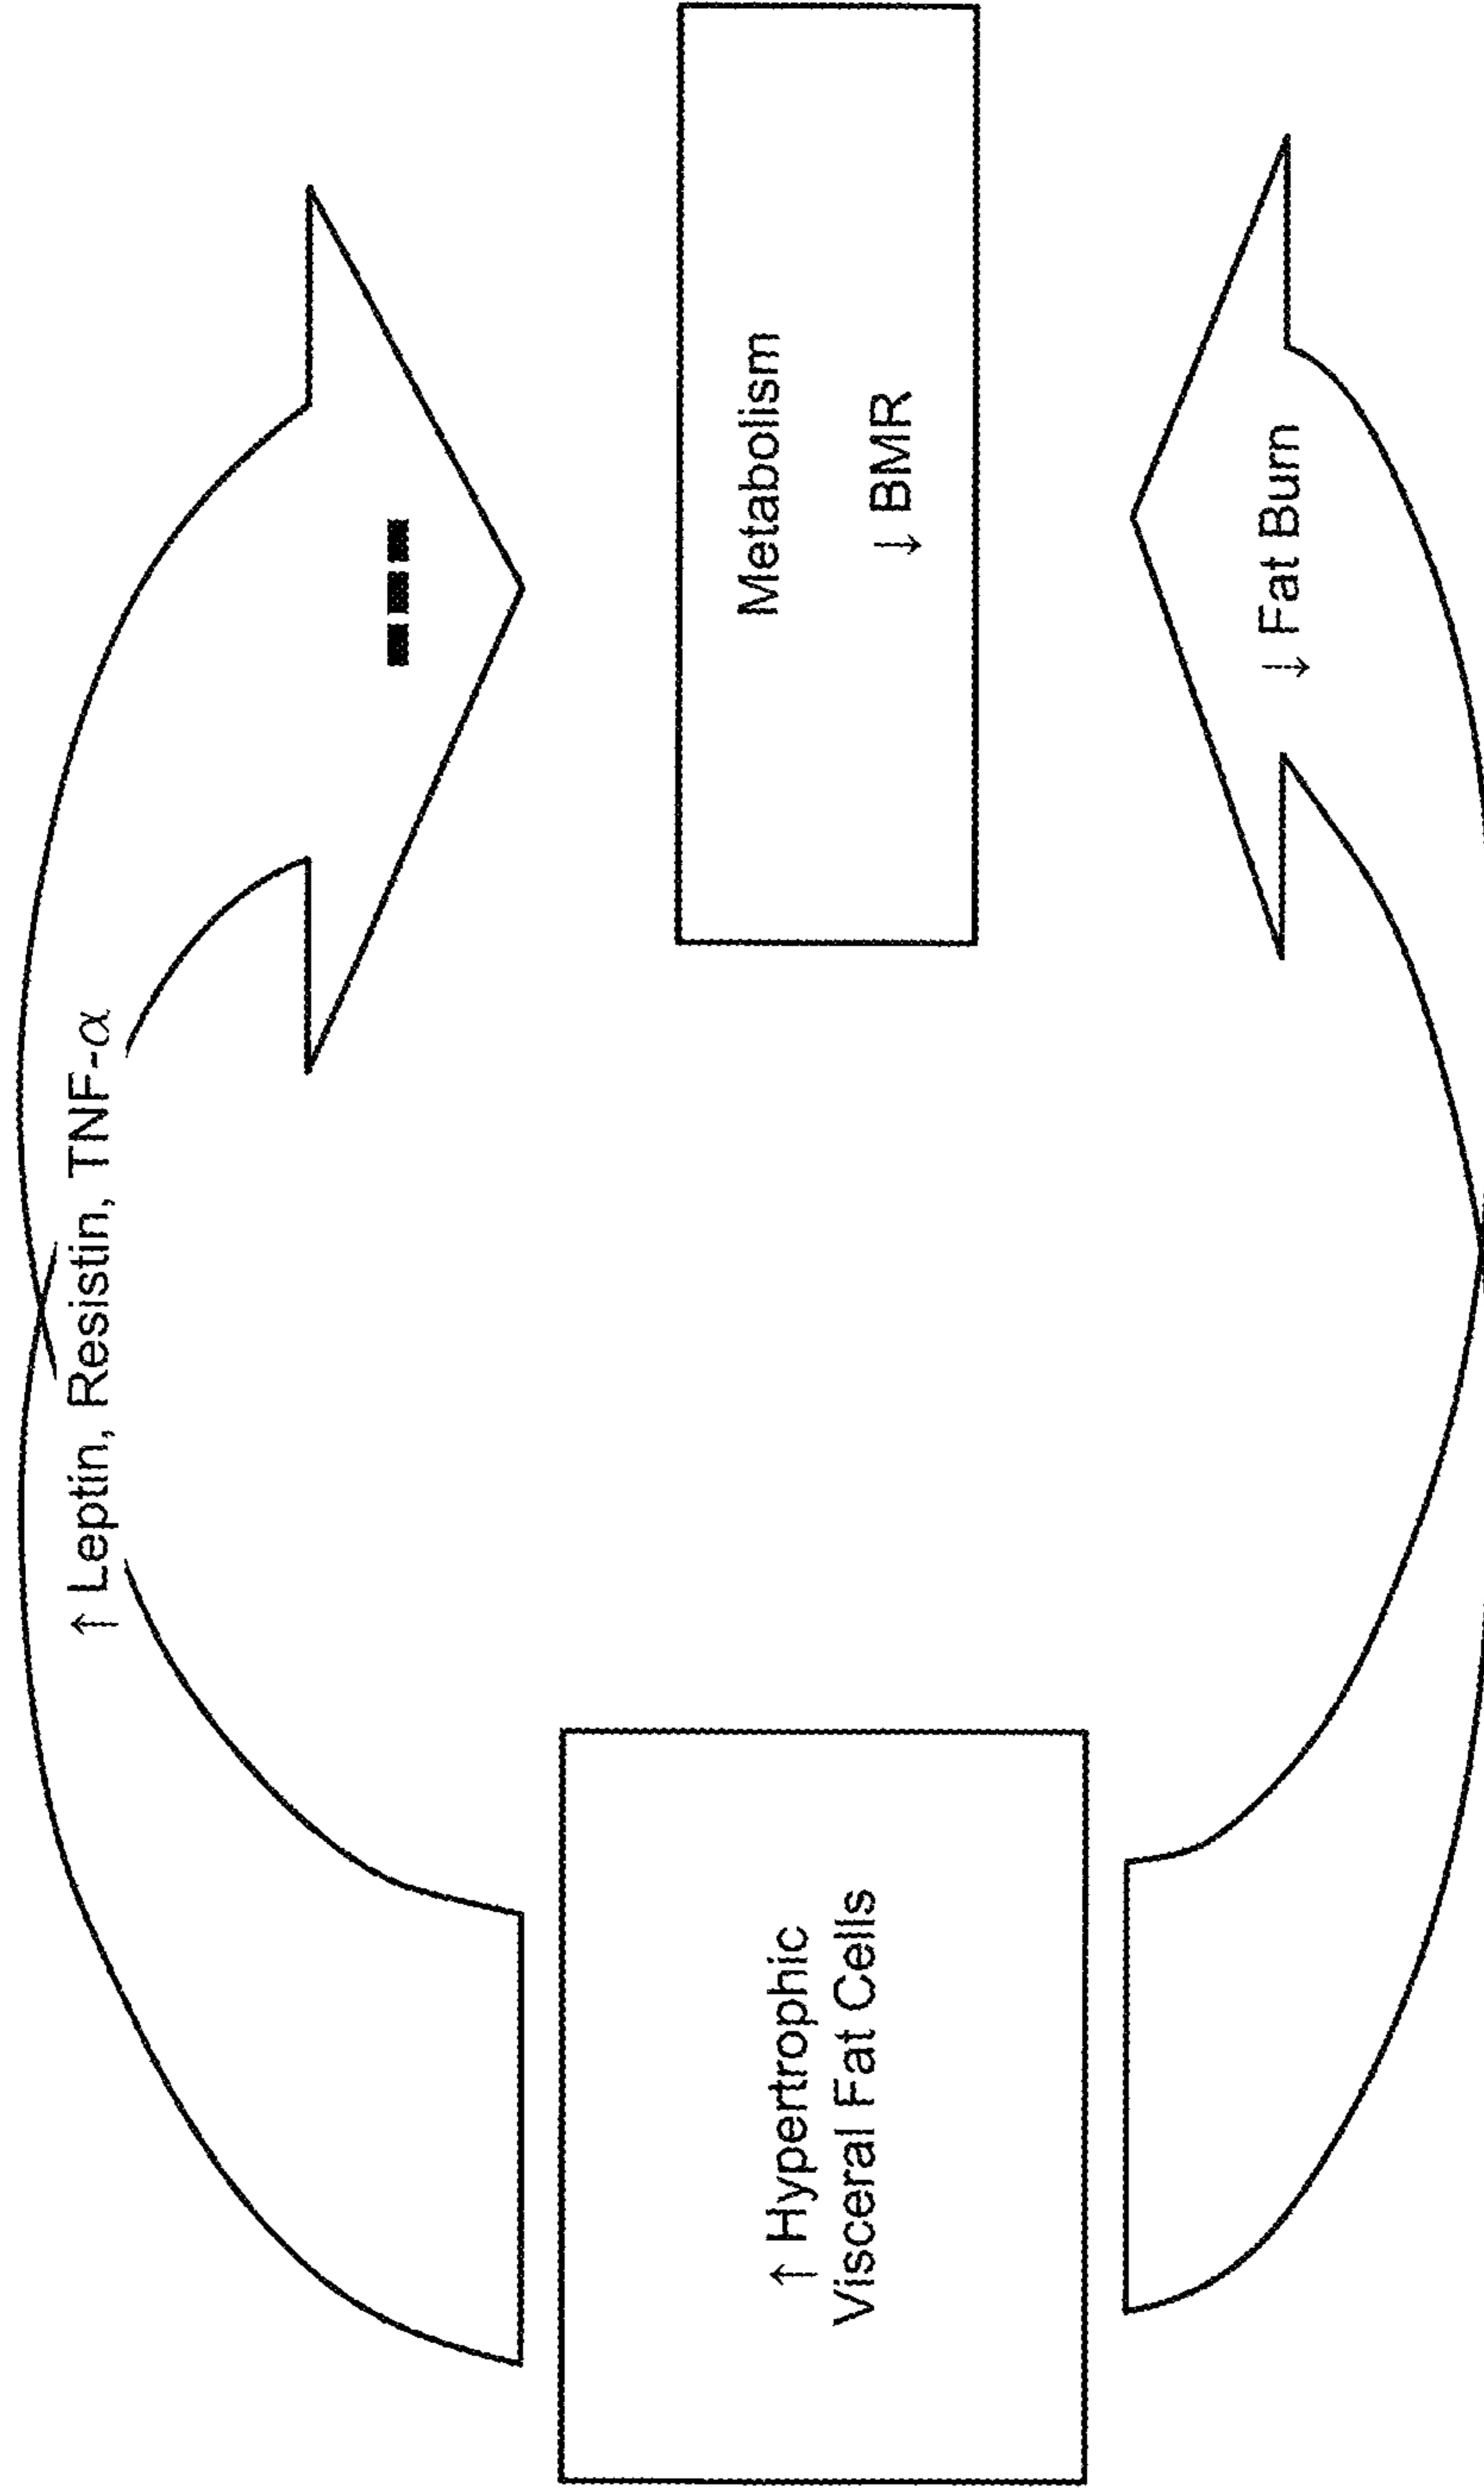 ↑ Leptin, Resistin, TNF-α
---
↑ Hypertrophic
Visceral Fat Cells
Metabolism
↓ BMR
↓ Fat Burn